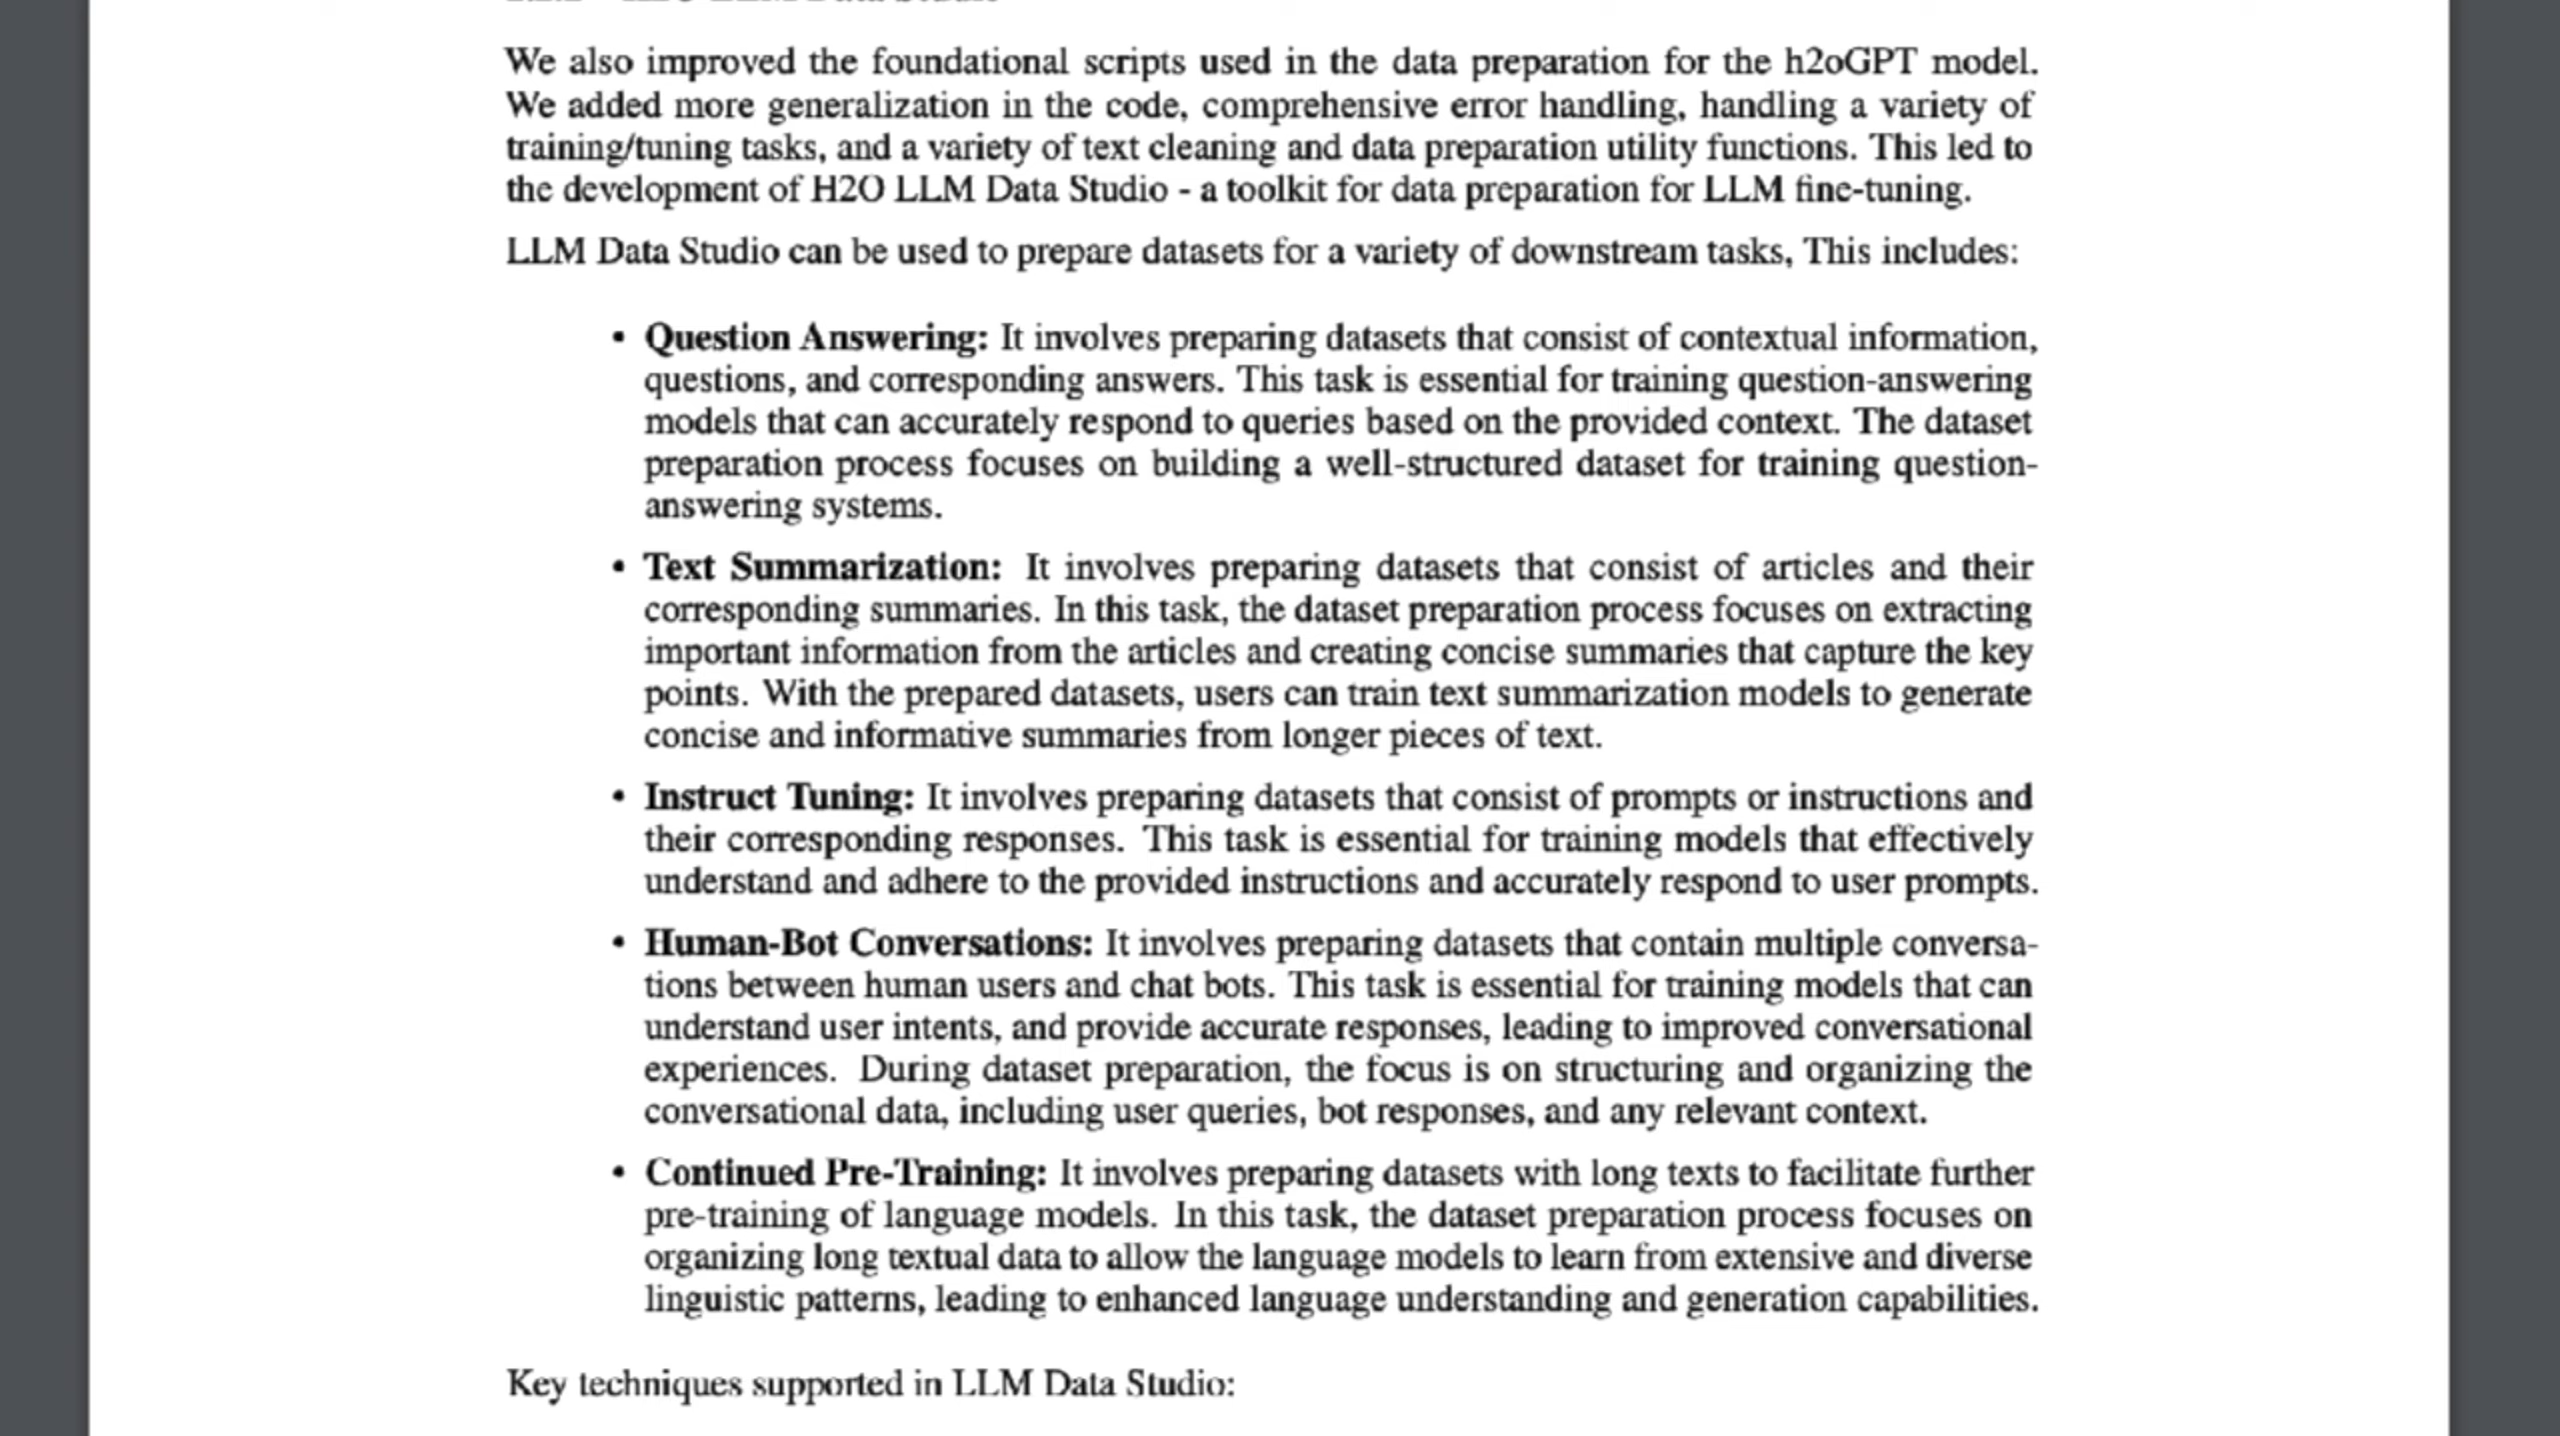 We also improved the foundational scripts used in the data preparation for the h2oGPT model.
We added more generalization in the code, comprehensive error handling, handling a variety of
training/tuning tasks, and a variety of text cleaning and data preparation utility functions. This led to
the development of H2O LLM Data Studio - a toolkit for data preparation for LLM fine-tuning.
LLM Data Studio can be used to prepare datasets for a variety of downstream tasks, This includes:
• Question Answering: It involves preparing datasets that consist of contextual information,
questions, and corresponding answers. This task is essential for training question-answering
models that can accurately respond to queries based on the provided context. The dataset
preparation process focuses on building a well-structured dataset for training question-
answering systems.
• Text Summarization: It involves preparing datasets that consist of articles and their
corresponding summaries. In this task, the dataset preparation process focuses on extracting
important information from the articles and creating concise summaries that capture the key
points. With the prepared datasets, users can train text summarization models to generate
concise and informative summaries from longer pieces of text.
• Instruct Tuning: It involves preparing datasets that consist of prompts or instructions and
their corresponding responses. This task is essential for training models that effectively
understand and adhere to the provided instructions and accurately respond to user prompts.
• Human-Bot Conversations: It involves preparing datasets that contain multiple conversa-
tions between human users and chat bots. This task is essential for training models that can
understand user intents, and provide accurate responses, leading to improved conversational
experiences. During dataset preparation, the focus is on structuring and organizing the
conversational data, including user queries, bot responses, and any relevant context.
• Continued Pre-Training: It involves preparing datasets with long texts to facilitate further
pre-training of language models. In this task, the dataset preparation process focuses on
organizing long textual data to allow the language models to learn from extensive and diverse
linguistic patterns, leading to enhanced language understanding and generation capabilities.
Key techniques supported in LLM Data Studio: